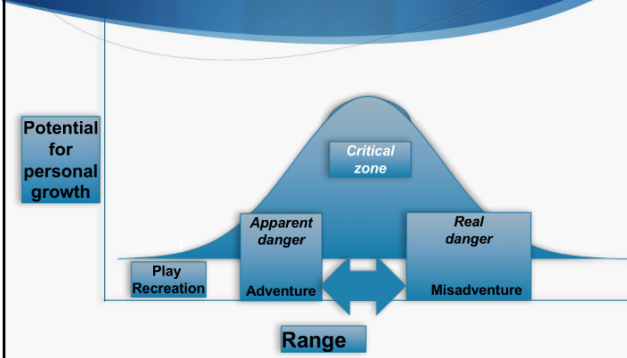 Potential
for
personal
growth
Critical
zone
Apparent
danger
Real
danger
Play
Recreation
Adventure
Misadventure
Range